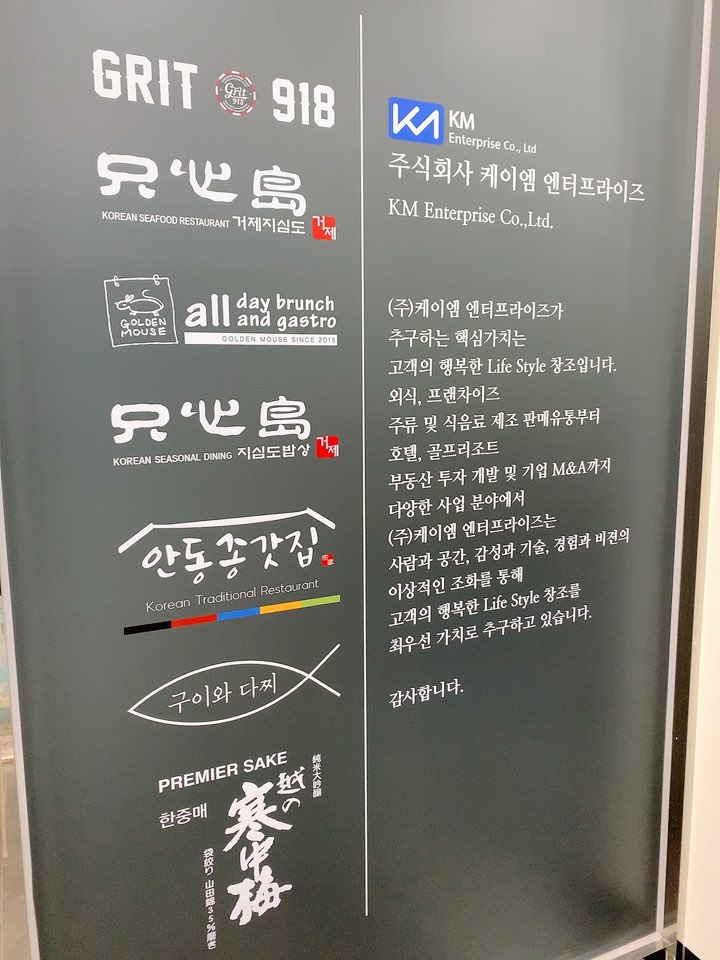 GRIT 918
Grit 918
只心島
KOREAN SEAFOOD RESTAURANT 거제지심도 거제
GOLDEN MOUSE
all day brunch and gastro
GOLDEN MOUSE SINCE 2015
只心島
KOREAN SEASONAL DINING 지심도밥상 거제
안동종갓집
Korean Traditional Restaurant
구이와 다찌
PREMIER SAKE
純米大吟醸
한중매
越の
寒中梅
袋絞り 山田錦35%磨き
KM
Enterprise Co., Ltd
주식회사 케이엠 엔터프라이즈
KM Enterprise Co.,Ltd.
(주)케이엠 엔터프라이즈가
추구하는 핵심가치는
고객의 행복한 Life Style 창조입니다.
외식, 프랜차이즈
주류 및 식음료 제조 판매유통부터
호텔, 골프리조트
부동산 투자 개발 및 기업 M&A까지
다양한 사업 분야에서
(주)케이엠 엔터프라이즈는
사람과 공간, 감성과 기술, 경험과 비젼의
이상적인 조화를 통해
고객의 행복한 Life Style 창조를
최우선 가치로 추구하고 있습니다.
감사합니다.